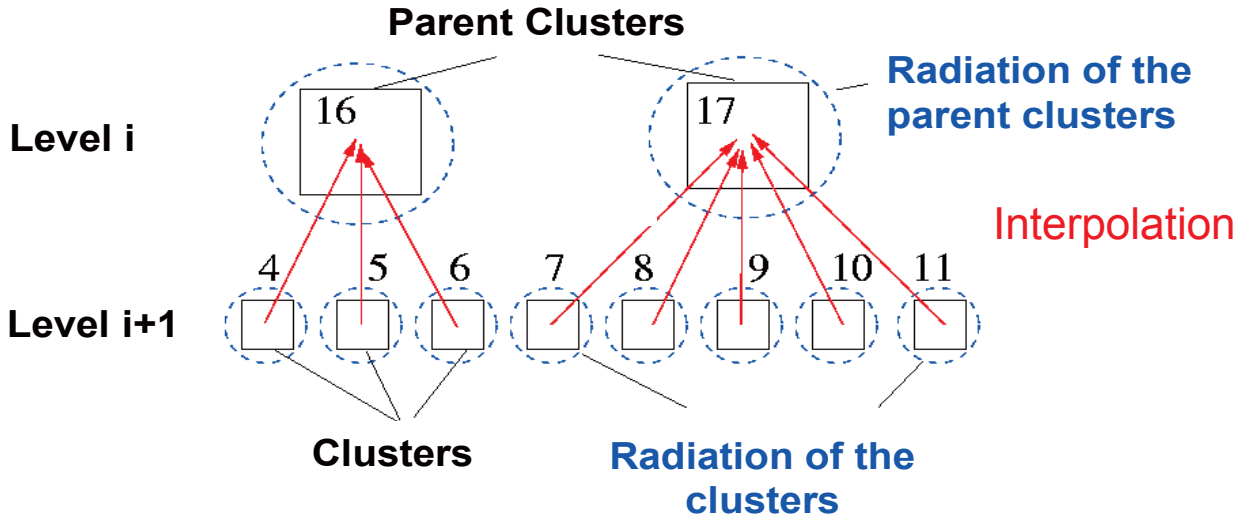 Parent Clusters
Radiation of the
parent clusters
16
17
Level i
Interpolation
4 5 6 7 8 9 10 11
Level i+1
Clusters
Radiation of the
clusters